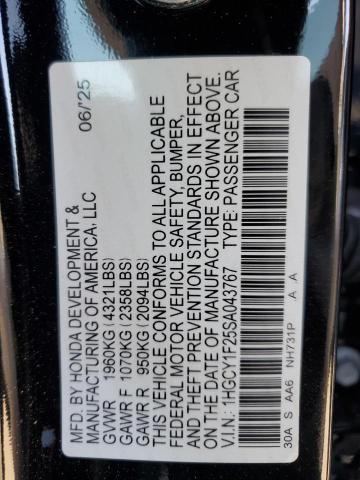 MFD. BY HONDA DEVELOPMENT & 06/'25
MANUFACTURING OF AMERICA, LLC
GVWR 1960KG (4321LBS)
GAWR F 1070KG (2358LBS)
GAWR R 950KG (2094LBS)
THIS VEHICLE CONFORMS TO ALL APPLICABLE
FEDERAL MOTOR VEHICLE SAFETY, BUMPER,
AND THEFT PREVENTION STANDARDS IN EFFECT
ON THE DATE OF MANUFACTURE SHOWN ABOVE.
V.I.N.: 1HGCY1F25SA043767 TYPE: PASSENGER CAR
30A S AA6 NH731P A A